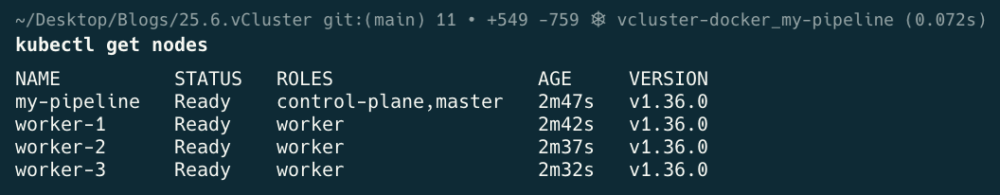 ~/Desktop/Blogs/25.6.vCluster git:(main) 11 • +549 -759 ⎈ vcluster-docker_my-pipeline (0.072s)
kubectl get nodes
NAME STATUS ROLES AGE VERSION
my-pipeline Ready control-plane,master 2m47s v1.36.0
worker-1 Ready worker 2m42s v1.36.0
worker-2 Ready worker 2m37s v1.36.0
worker-3 Ready worker 2m32s v1.36.0